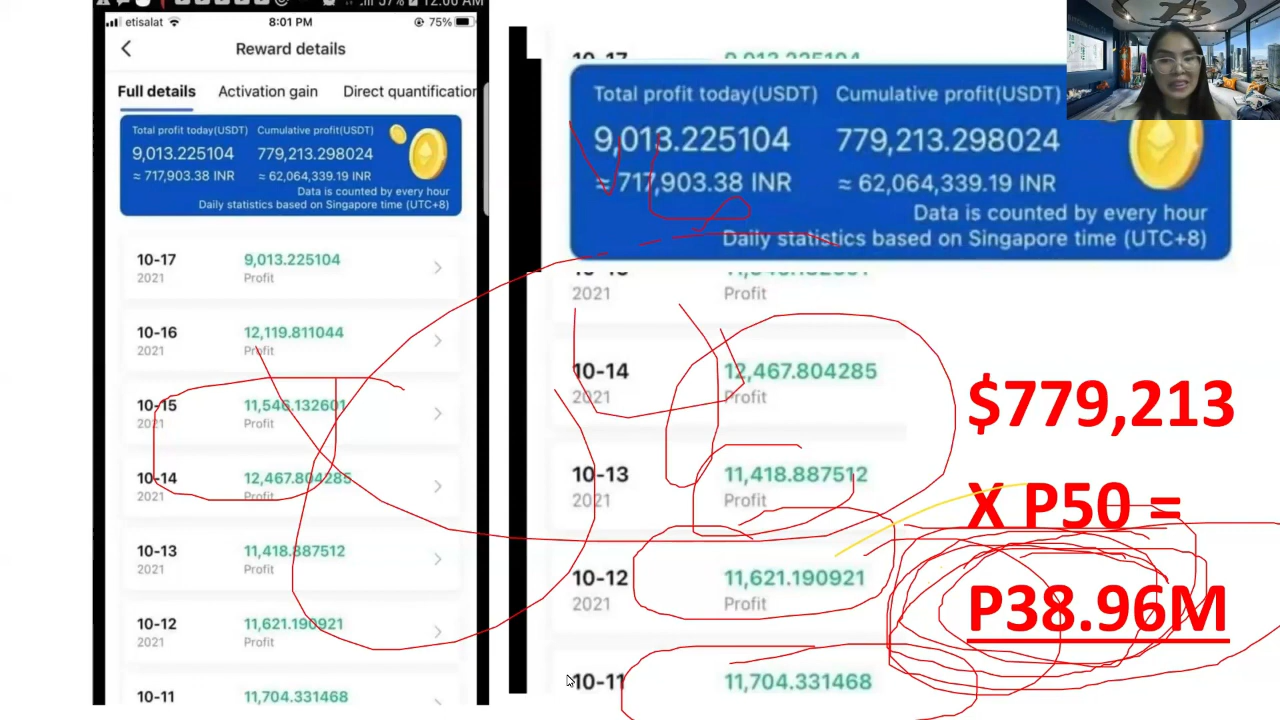 57% 12:00 AM
etisalat 8:01 PM 75%
Reward details
Full details Activation gain Direct quantification
Total profit today(USDT) Cumulative profit(USDT)
9,013.225104 779,213.298024
≈ 717,903.38 INR ≈ 62,064,339.19 INR
Data is counted by every hour
Daily statistics based on Singapore time (UTC+8)
10-17 9,013.225104
2021 Profit
10-16 12,119.811044
2021 Profit
10-15 11,546.132601
2021 Profit
10-14 12,467.804285
2021 Profit
10-13 11,418.887512
2021 Profit
10-12 11,621.190921
2021 Profit
10-11 11,704.331468
10-17 9,013.225104
Total profit today(USDT) Cumulative profit(USDT)
9,013.225104 779,213.298024
≈ 717,903.38 INR ≈ 62,064,339.19 INR
Data is counted by every hour
Daily statistics based on Singapore time (UTC+8)
2021 Profit
10-14 12,467.804285
2021 Profit
10-13 11,418.887512
2021 Profit
10-12 11,621.190921
2021 Profit
10-11 11,704.331468
$779,213
X P50 =
P38.96M